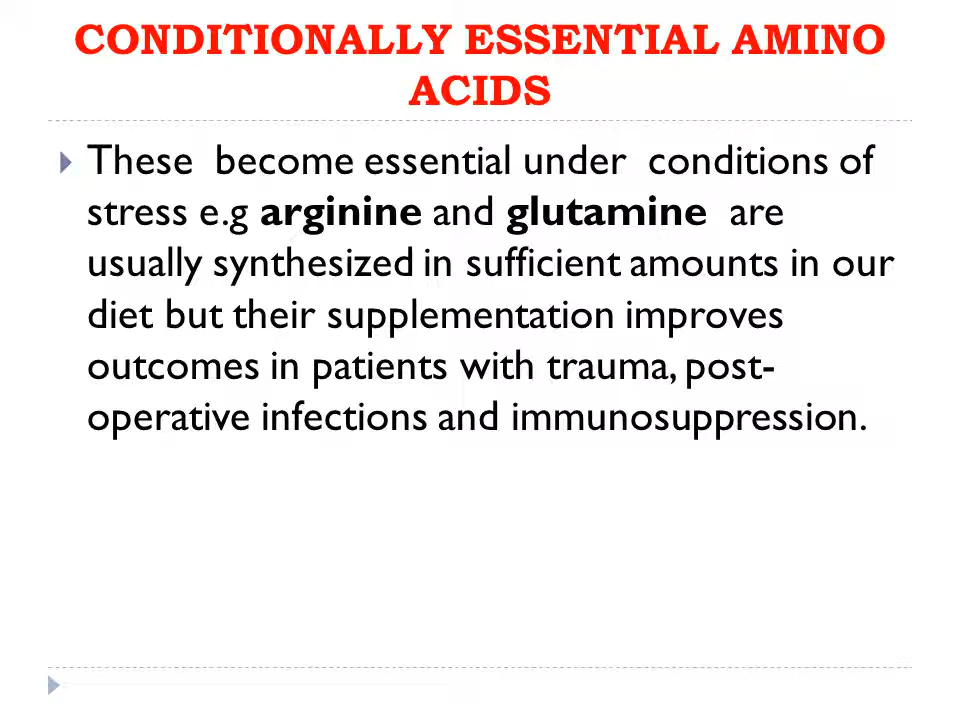 CONDITIONALLY ESSENTIAL AMINO
ACIDS
These become essential under conditions of
stress e.g arginine and glutamine are
usually synthesized in sufficient amounts in our
diet but their supplementation improves
outcomes in patients with trauma, post-
operative infections and immunosuppression.